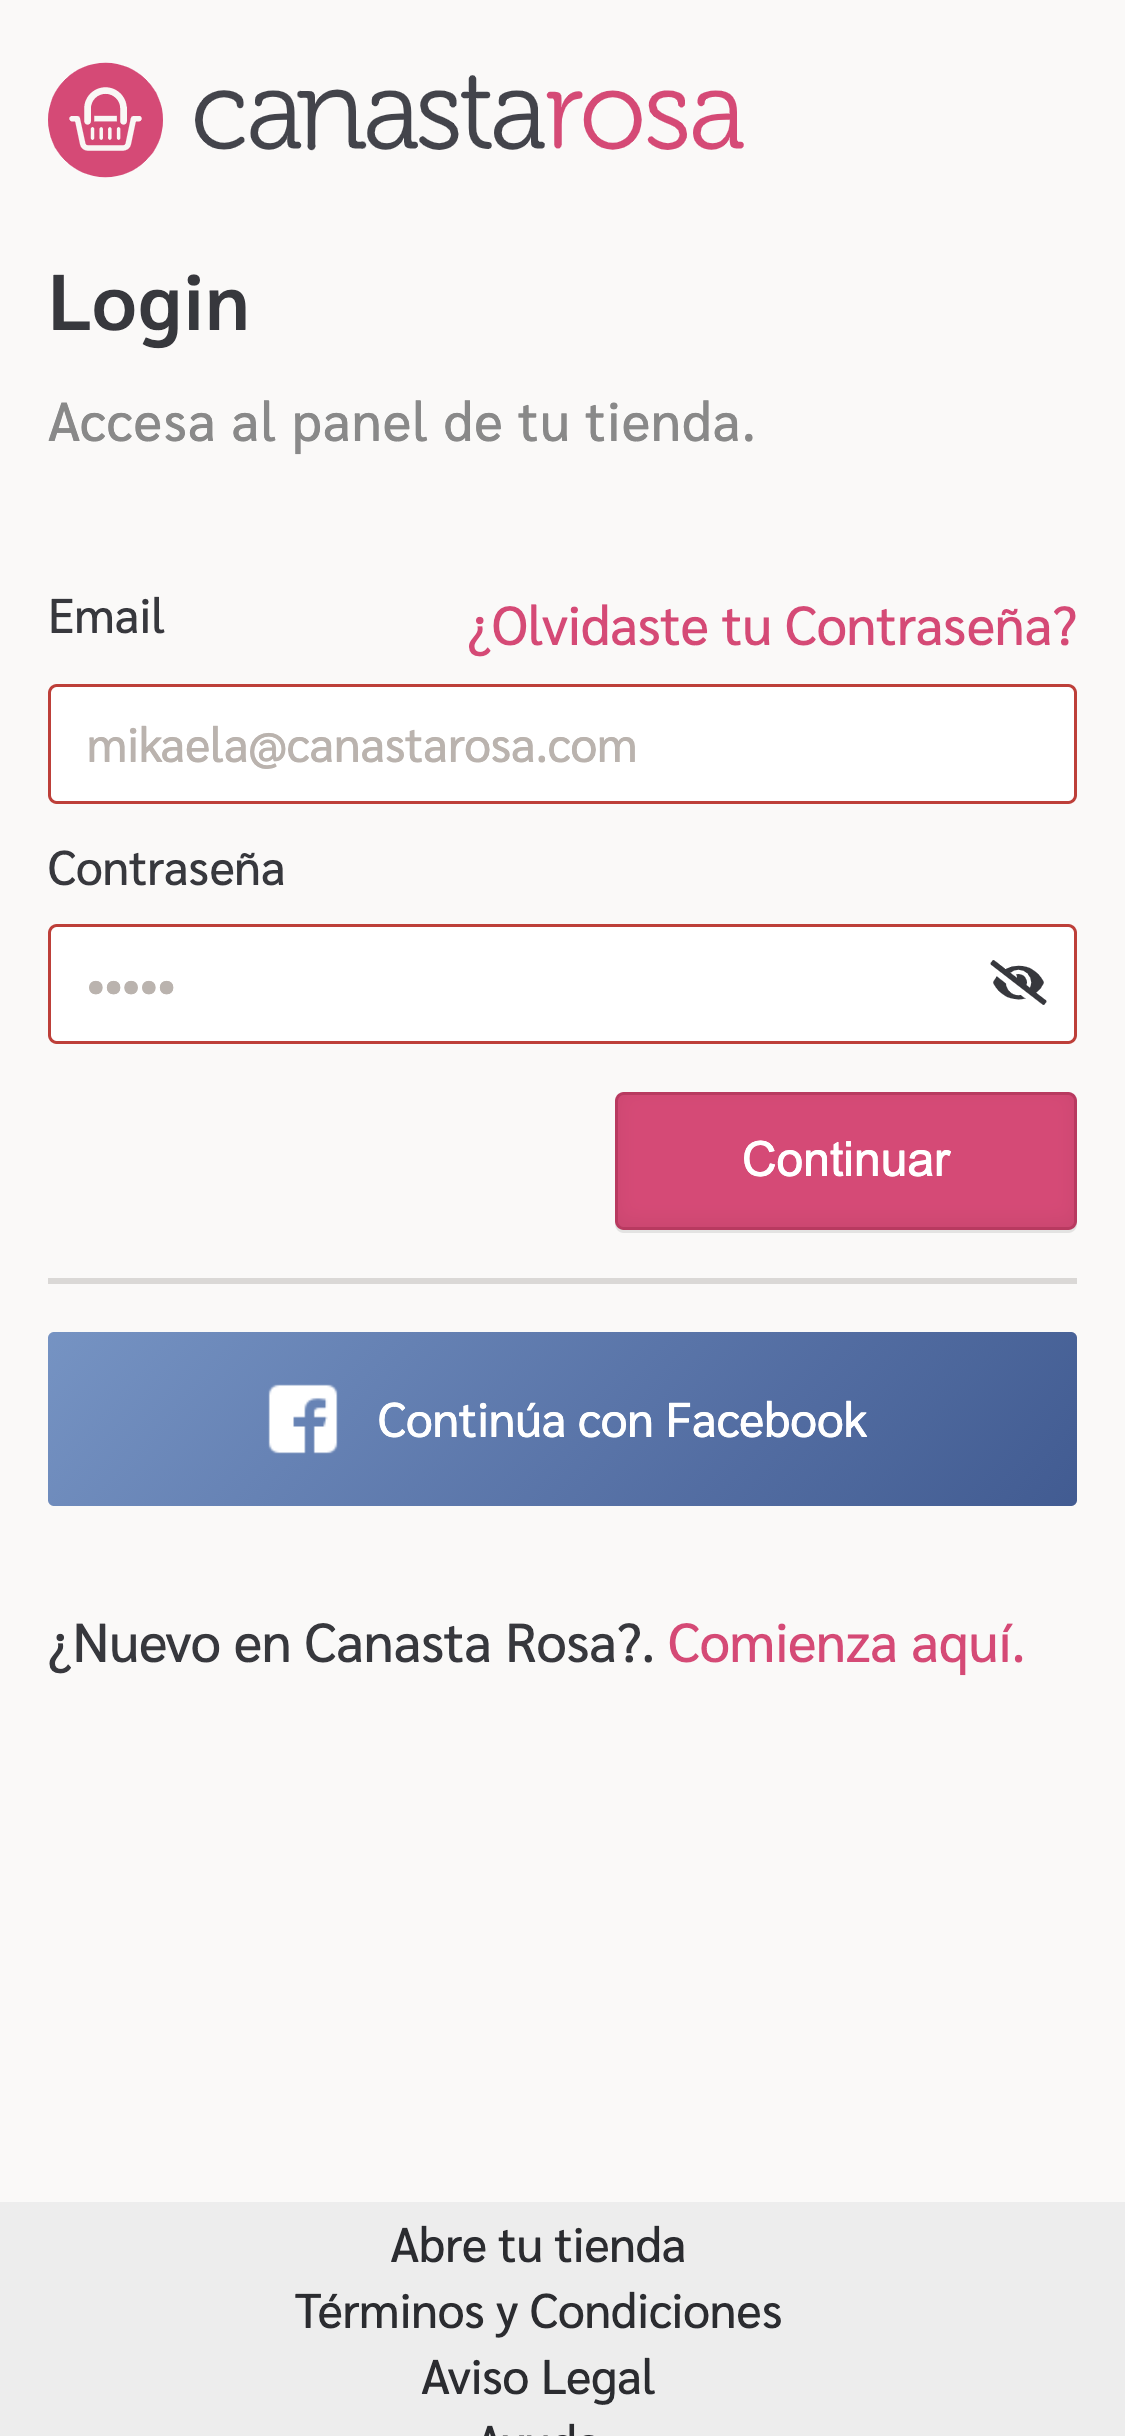 canastarosa
Login
Accesa al panel de tu tienda.
Email
¿Olvidaste tu Contraseña?
mikaela@canastarosa.com
Contraseña
•••••
Continuar
Continúa con Facebook
¿Nuevo en Canasta Rosa?. Comienza aquí.
Abre tu tienda
Términos y Condiciones
Aviso Legal